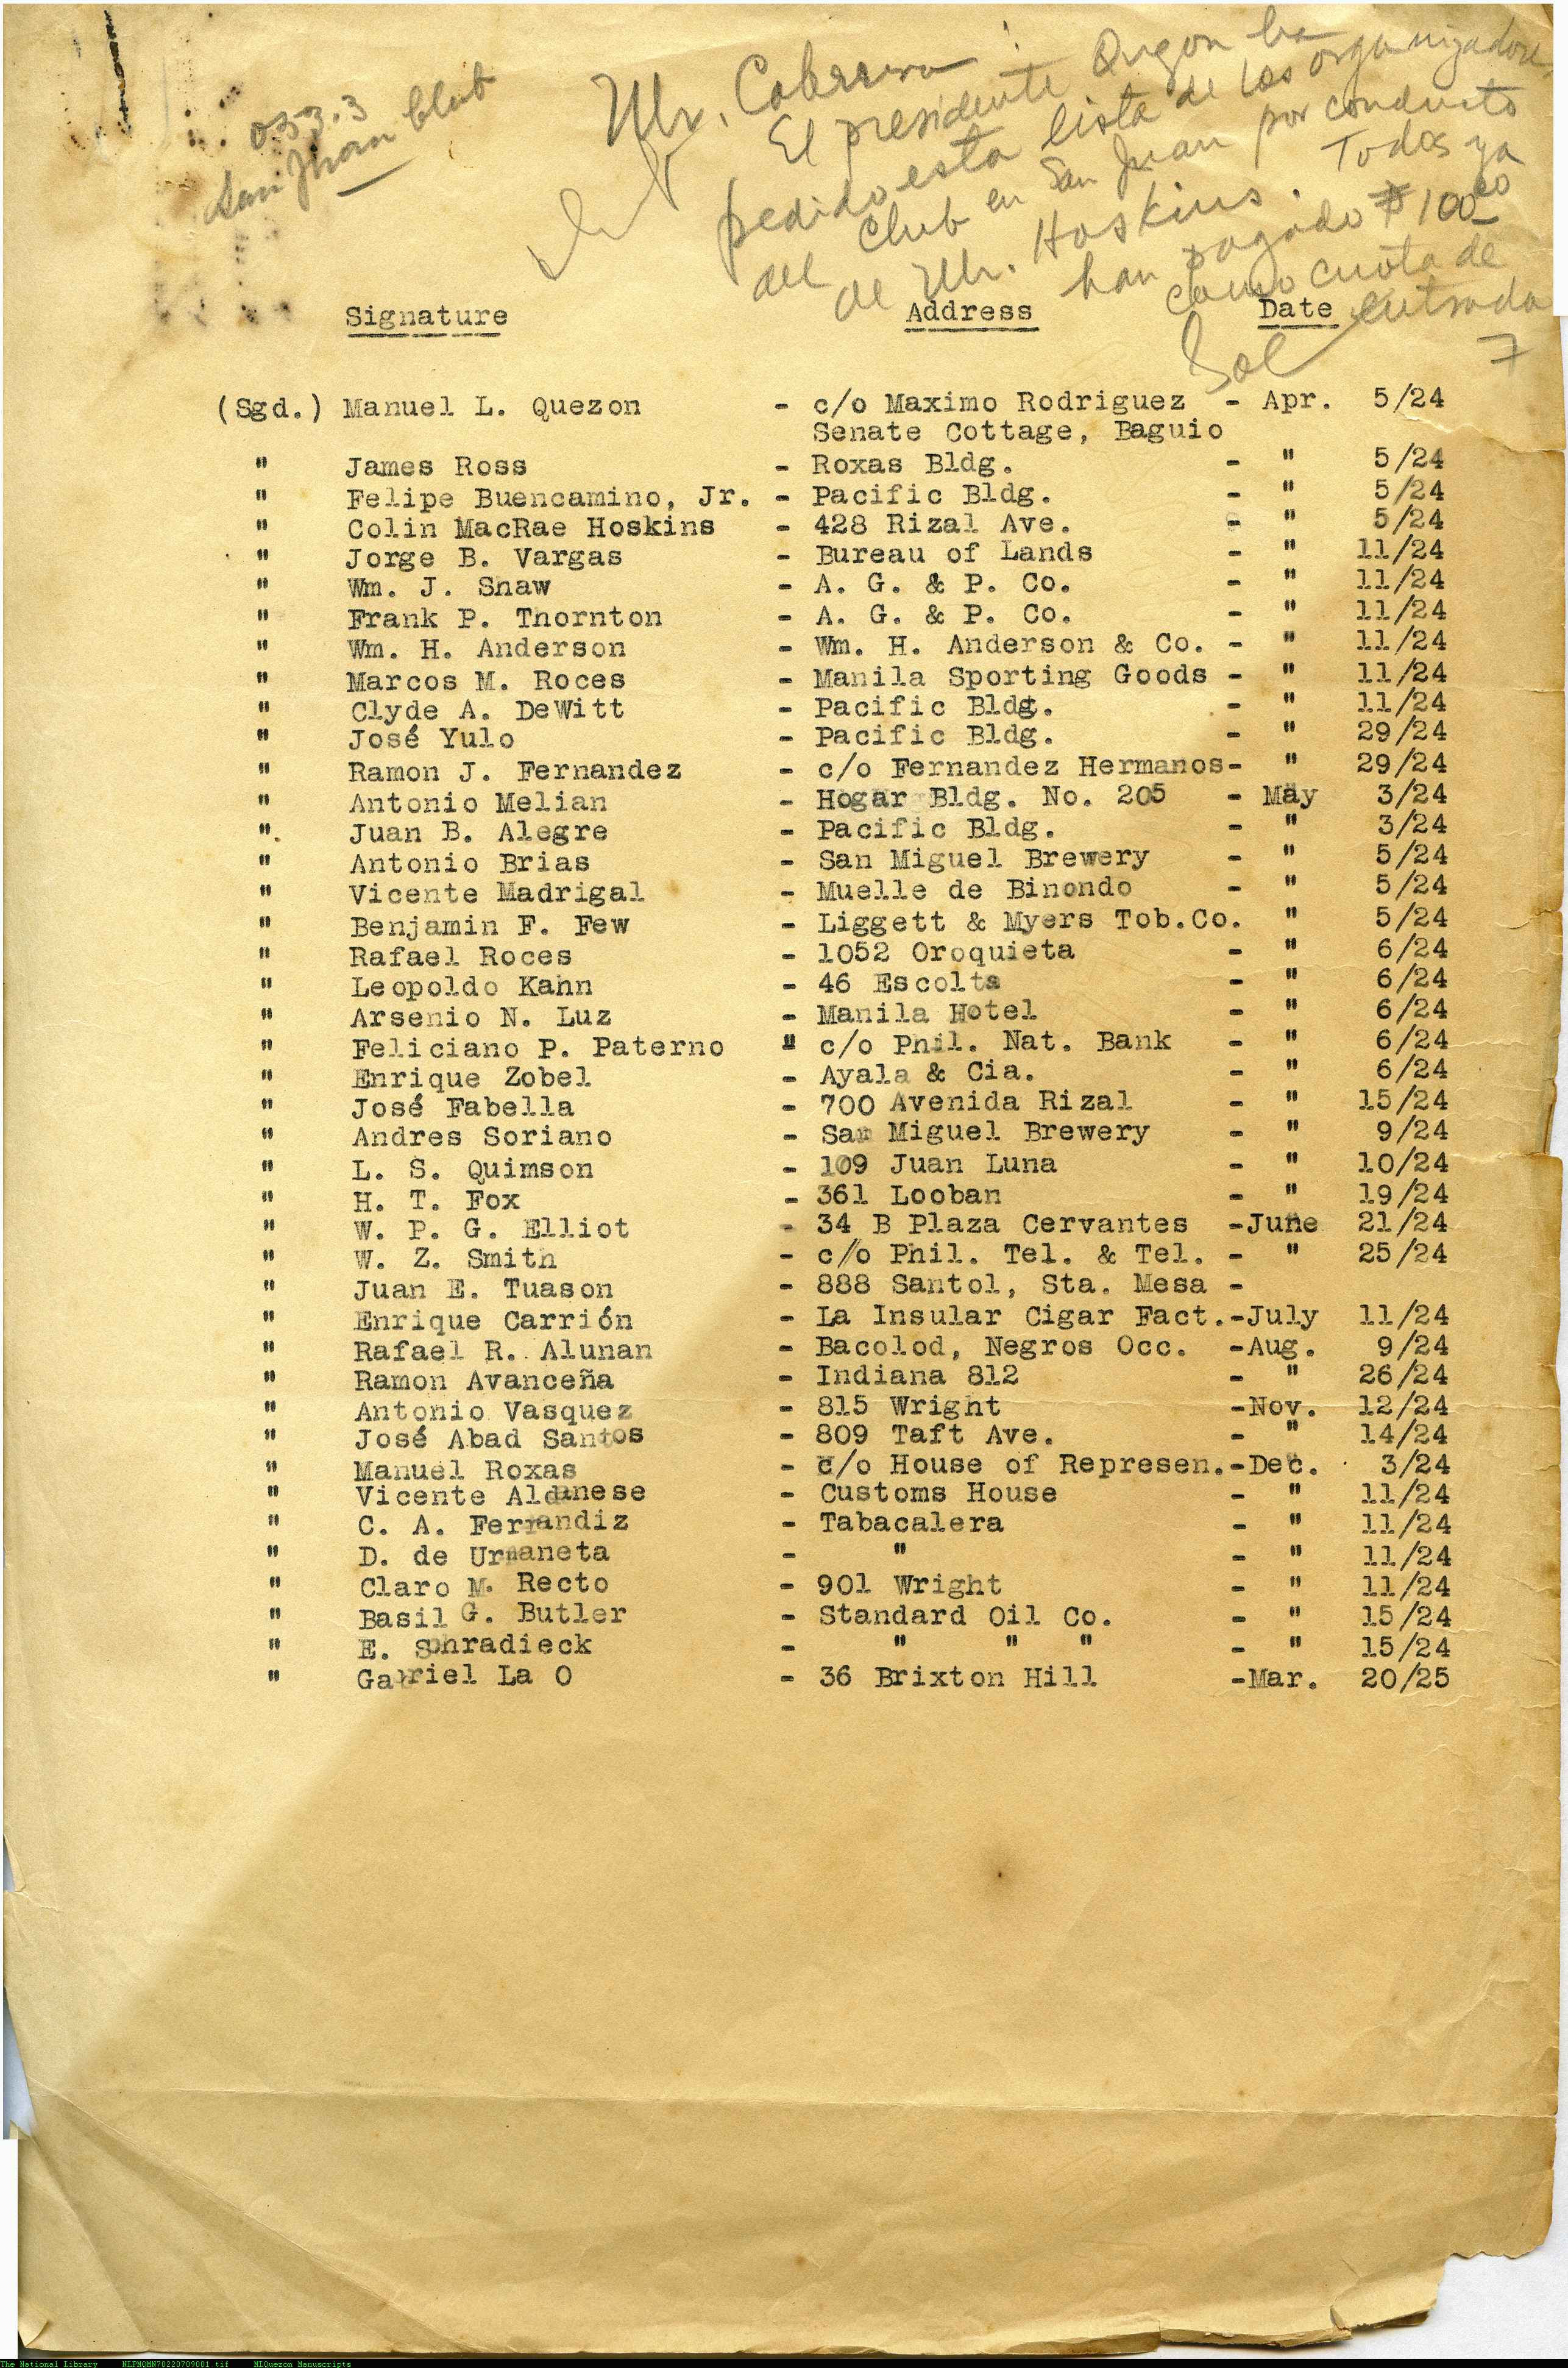 053.3
San Juan Club
Mr. Cabrera:
El presidente Quezon ha
pedido esta lista de los organizadores
del Club en San Juan por conducto
de Mr. Hoskins. Todos ya
han pagado ₱100.00
como cuota de
entrada
Sol
7
Signature Address Date
(Sgd.) Manuel L. Quezon - c/o Maximo Rodriguez - Apr. 5/24
Senate Cottage, Baguio
" James Ross - Roxas Bldg. - " 5/24
" Felipe Buencamino, Jr. - Pacific Bldg. - " 5/24
" Colin MacRae Hoskins - 428 Rizal Ave. - " 5/24
" Jorge B. Vargas - Bureau of Lands - " 11/24
" Wm. J. Shaw - A. G. & P. Co. - " 11/24
" Frank P. Thornton - A. G. & P. Co. - " 11/24
" Wm. H. Anderson - Wm. H. Anderson & Co. - " 11/24
" Marcos M. Roces - Manila Sporting Goods - " 11/24
" Clyde A. DeWitt - Pacific Bldg. - " 11/24
" José Yulo - Pacific Bldg. - " 29/24
" Ramon J. Fernandez - c/o Fernandez Hermanos- " 29/24
" Antonio Melian - Hogar Bldg. No. 205 - May 3/24
". Juan B. Alegre - Pacific Bldg. - " 3/24
" Antonio Brias - San Miguel Brewery - " 5/24
" Vicente Madrigal - Muelle de Binondo - " 5/24
" Benjamin F. Few - Liggett & Myers Tob.Co. " 5/24
" Rafael Roces - 1052 Oroquieta - " 6/24
" Leopoldo Kahn - 46 Escolta - " 6/24
" Arsenio N. Luz - Manila Hotel - " 6/24
" Feliciano P. Paterno " c/o Phil. Nat. Bank - " 6/24
" Enrique Zobel - Ayala & Cia. - " 6/24
" José Fabella - 700 Avenida Rizal - " 15/24
" Andres Soriano - San Miguel Brewery - " 9/24
" L. S. Quimson - 109 Juan Luna - " 10/24
" H. T. Fox - 361 Looban - " 19/24
" W. P. G. Elliot - 34 B Plaza Cervantes -June 21/24
" W. Z. Smith - c/o Phil. Tel. & Tel. - " 25/24
" Juan E. Tuason - 888 Santol, Sta. Mesa -
" Enrique Carrión - La Insular Cigar Fact.-July 11/24
" Rafael R. Alunan - Bacolod, Negros Occ. -Aug. 9/24
" Ramon Avanceña - Indiana 812 - " 26/24
" Antonio Vasquez - 815 Wright -Nov. 12/24
" José Abad Santos - 809 Taft Ave. - " 14/24
" Manuel Roxas - c/o House of Represen.-Dec. 3/24
" Vicente Aldanese - Customs House - " 11/24
" C. A. Ferrandiz - Tabacalera - " 11/24
" D. de Urmaneta - " - " 11/24
" Claro M. Recto - 901 Wright - " 11/24
" Basil G. Butler - Standard Oil Co. - " 15/24
" E. Schradieck - " " " - " 15/24
" Gabriel La O - 36 Brixton Hill -Mar. 20/25
The National Library NLPMQMN70220709001.tif MLQuezon Manuscripts